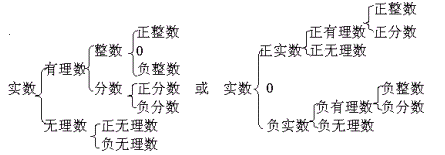 正整数
整数 0
有理数 负整数
分数 正分数
负分数
实数
无理数 正无理数
负无理数
或
正整数
正有理数 正分数
正实数 正无理数
实数 0
负整数
负有理数 负分数
负实数 负无理数